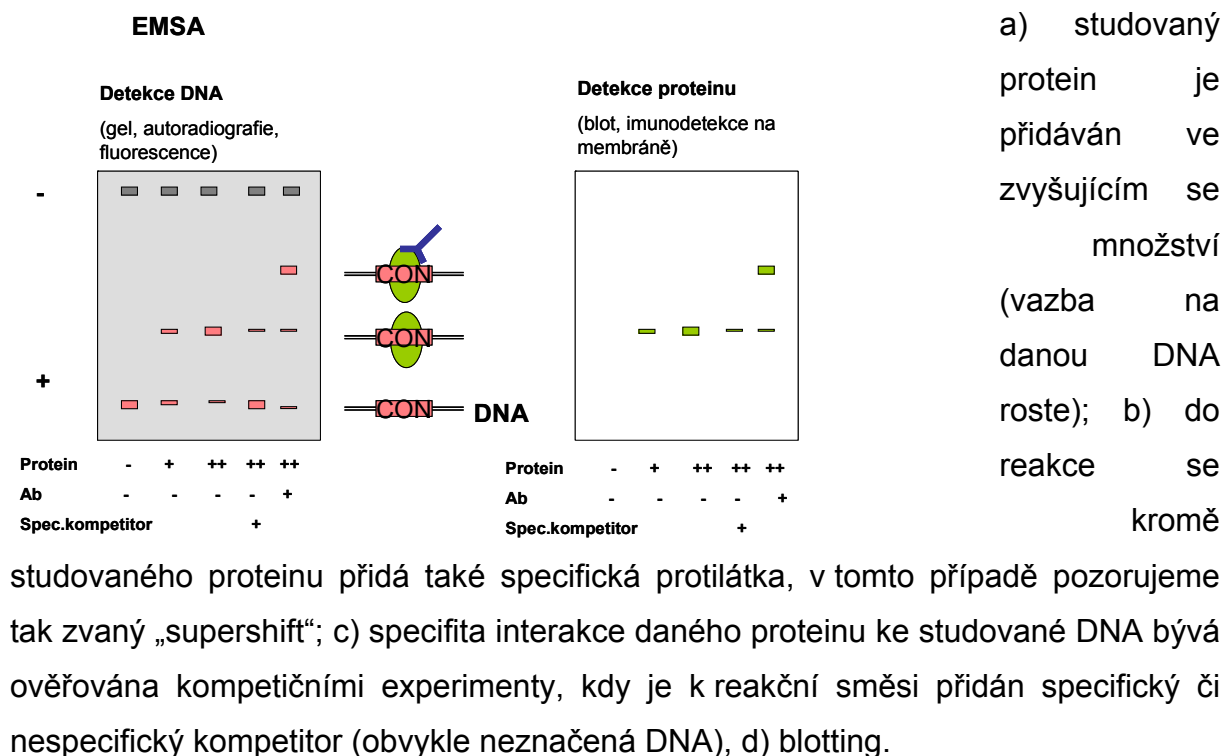 EMSA
Detekce DNA
(gel, autoradiografie,
fluorescence)
-
+
CON
CON
CON DNA
Protein - + ++ ++ ++
Ab - - - - +
Spec.kompetitor +
Detekce proteinu
(blot, imunodetekce na
membráně)
Protein - + ++ ++ ++
Ab - - - - +
Spec.kompetitor +
a) studovaný
protein je
přidáván ve
zvyšujícím se
množství
(vazba na
danou DNA
roste); b) do
reakce se
kromě
studovaného proteinu přidá také specifická protilátka, v tomto případě pozorujeme
tak zvaný „supershift“; c) specifita interakce daného proteinu ke studované DNA bývá
ověřována kompetičními experimenty, kdy je k reakční směsi přidán specifický či
nespecifický kompetitor (obvykle neznačená DNA), d) blotting.